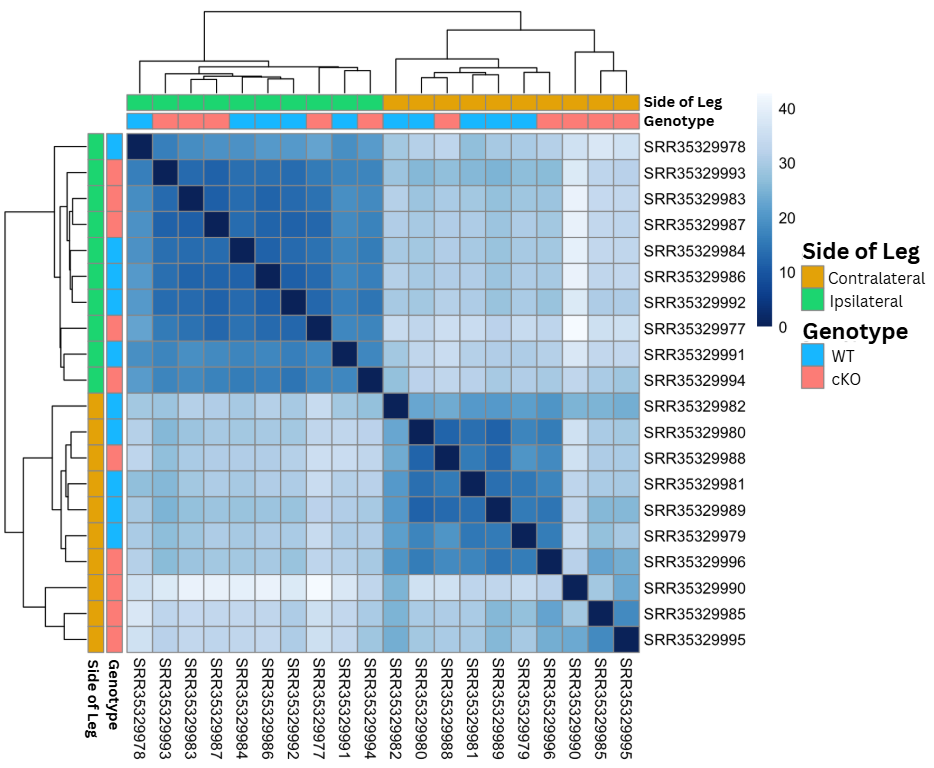 Side of Leg
Genotype
SRR35329978
SRR35329993
SRR35329983
SRR35329987
SRR35329984
SRR35329986
SRR35329992
SRR35329977
SRR35329991
SRR35329994
SRR35329982
SRR35329980
SRR35329988
SRR35329981
SRR35329989
SRR35329979
SRR35329996
SRR35329990
SRR35329985
SRR35329995
40
30
20
10
0
Side of Leg
Contralateral
Ipsilateral
Genotype
WT
cKO
Side of Leg
Genotype
SRR35329978
SRR35329993
SRR35329983
SRR35329987
SRR35329984
SRR35329986
SRR35329992
SRR35329977
SRR35329991
SRR35329994
SRR35329982
SRR35329980
SRR35329988
SRR35329981
SRR35329989
SRR35329979
SRR35329996
SRR35329990
SRR35329985
SRR35329995